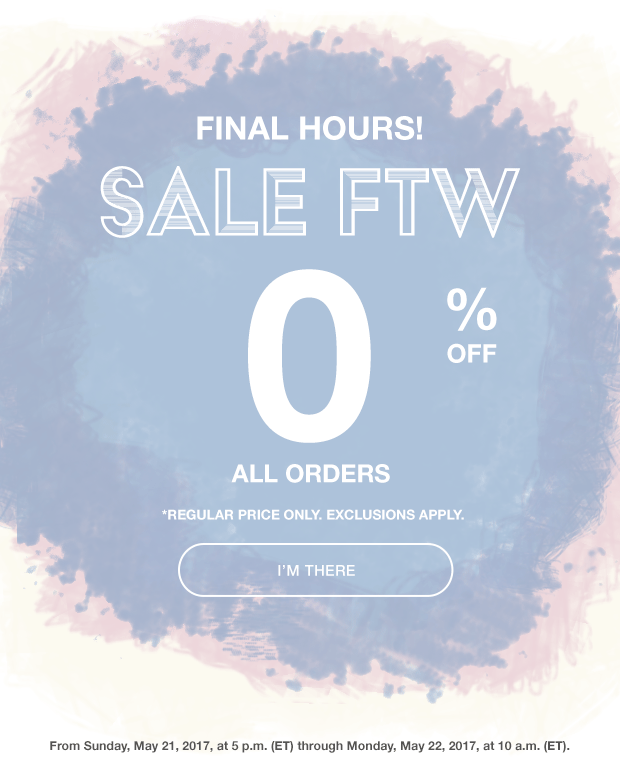 FINAL HOURS!
SALE FTW
0
%
OFF
ALL ORDERS
*REGULAR PRICE ONLY. EXCLUSIONS APPLY.
I'M THERE
From Sunday, May 21, 2017, at 5 p.m. (ET) through Monday, May 22, 2017, at 10 a.m. (ET).